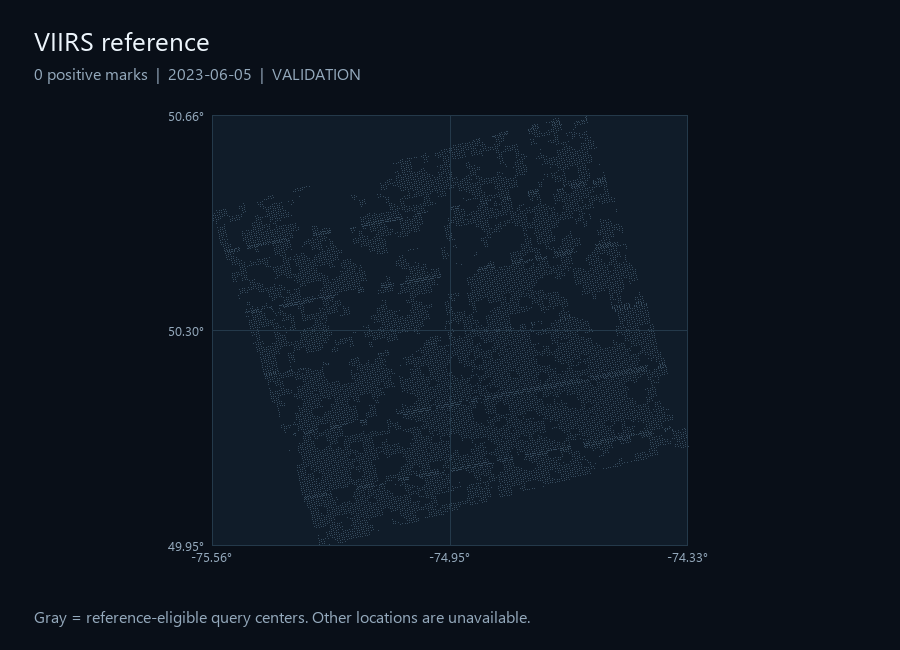 VIIRS reference
0 positive marks | 2023-06-05 | VALIDATION
50.66°
50.30°
49.95°
-75.56°
-74.95°
-74.33°
Gray = reference-eligible query centers. Other locations are unavailable.